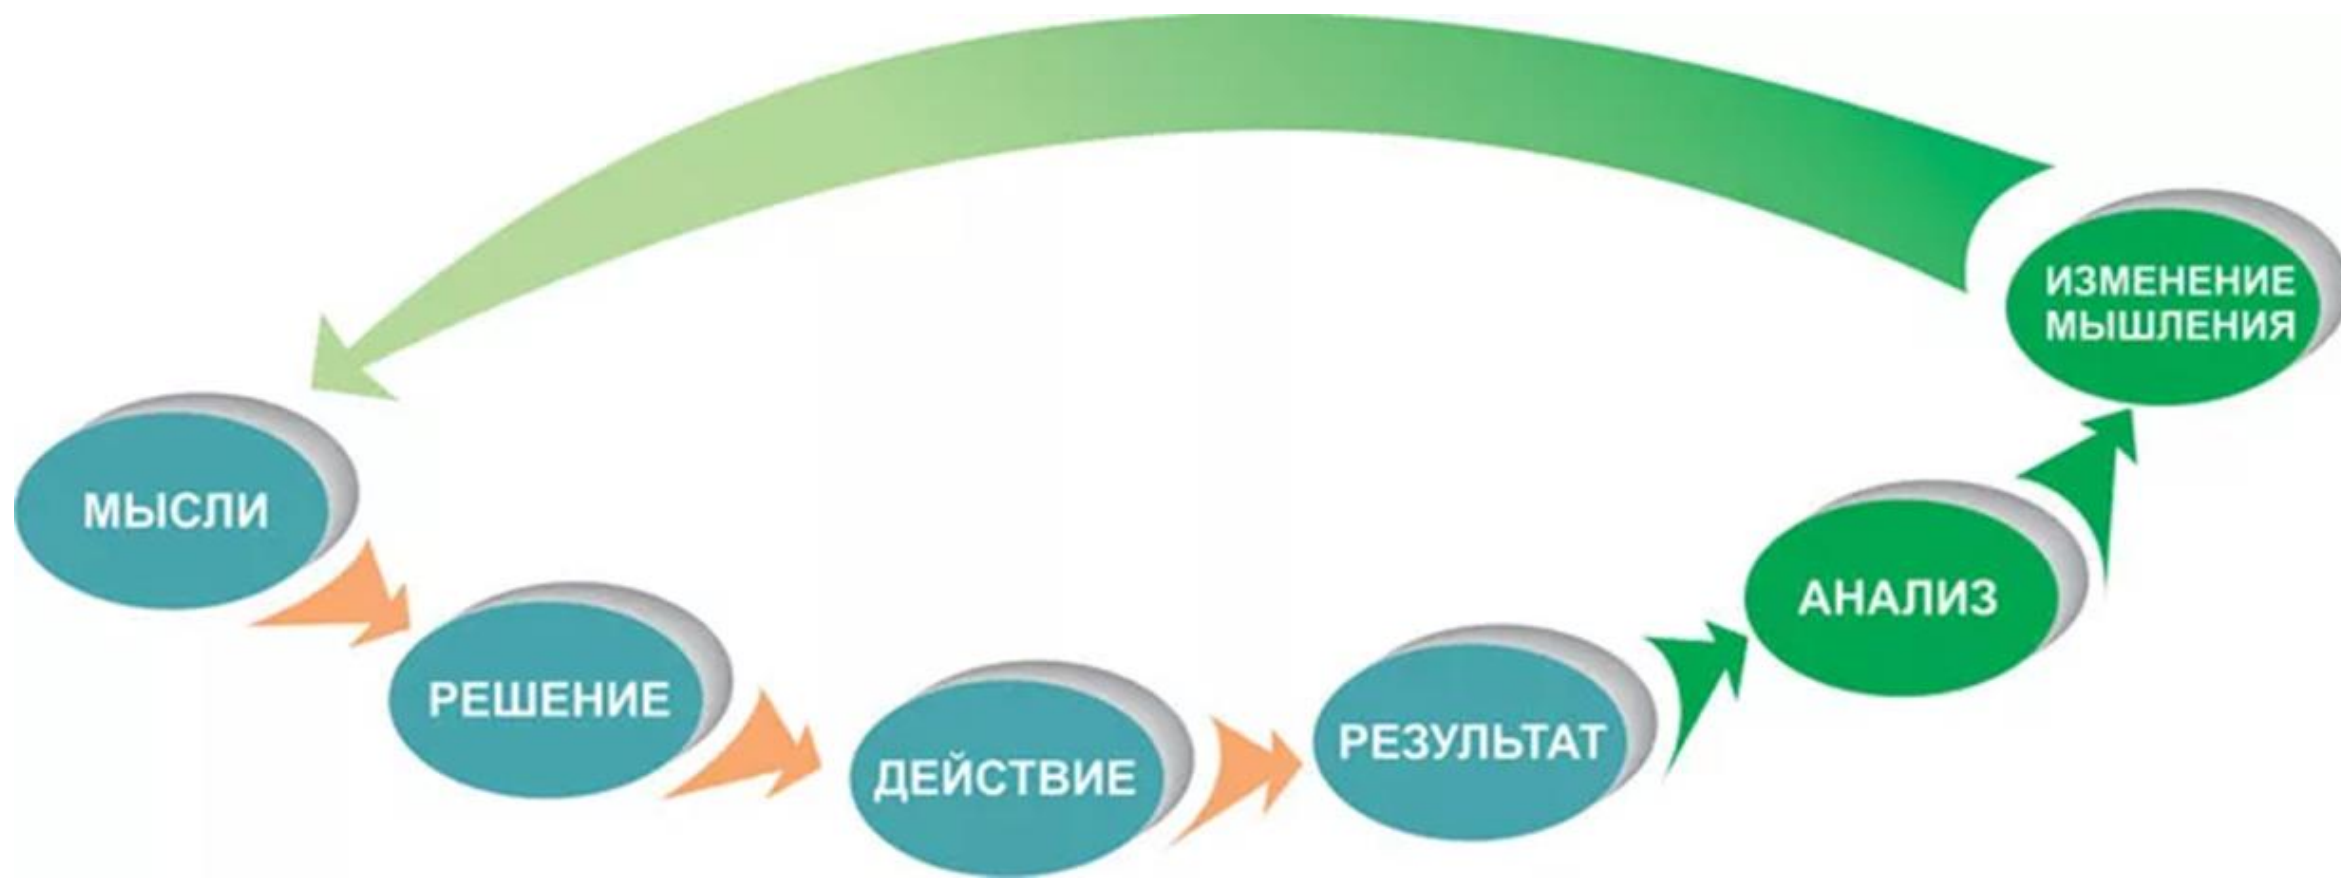 МЫСЛИ
РЕШЕНИЕ
ДЕЙСТВИЕ
РЕЗУЛЬТАТ
АНАЛИЗ
ИЗМЕНЕНИЕ
МЫШЛЕНИЯ